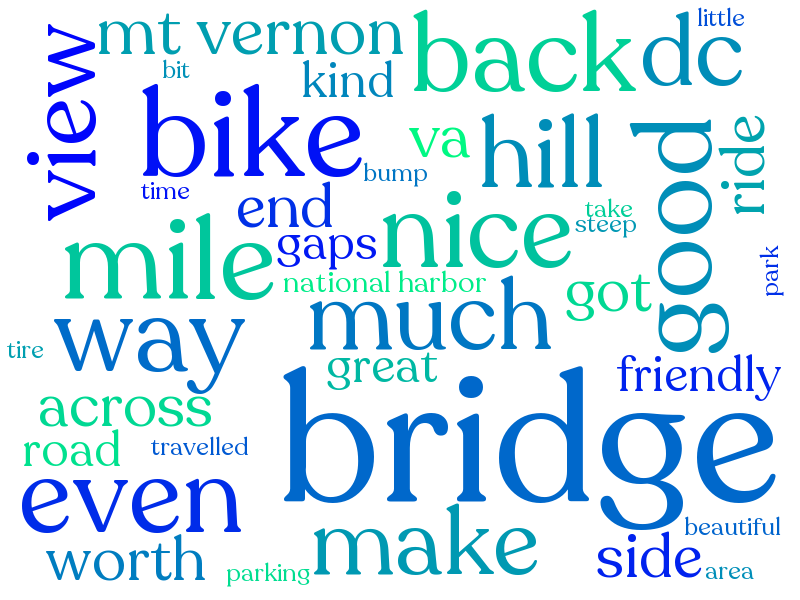 little
mt vernon
back
dc
view
bit
kind
bike
va
hill
good
ride
bump
time
end
nice
take
steep
gaps
mile
national harbor
park
got
much
way
tire
great
friendly
across
bridge
road
travelled
even
make
beautiful
worth
side
parking
area